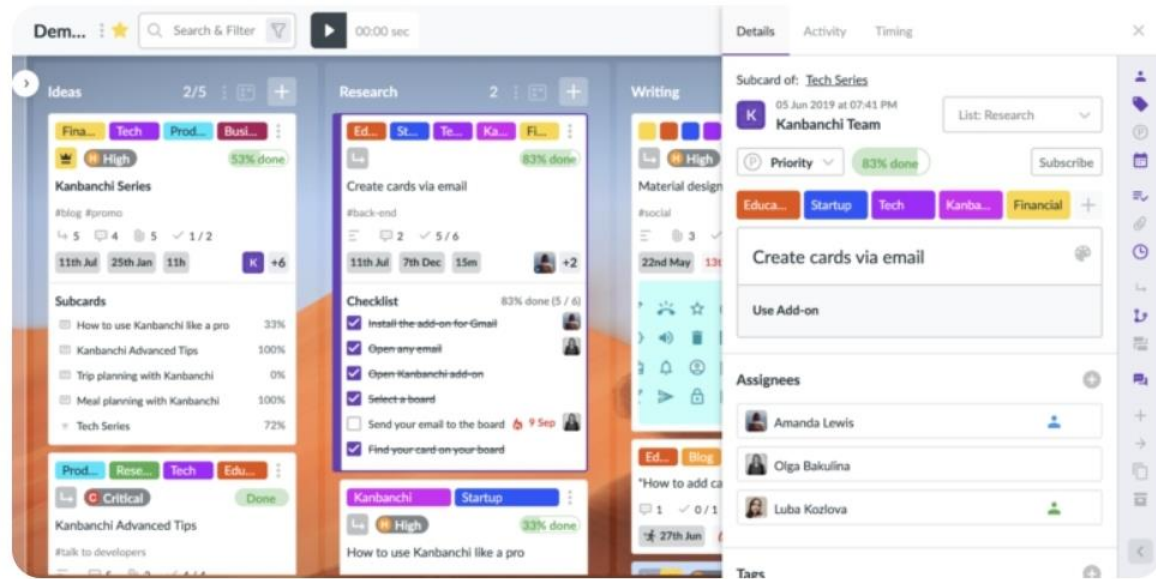 Dem...
Search & Filter
00:00 sec
Ideas 2/5
Fina... Tech Prod... Busi...
H High 53% done
Kanbanchi Series
#blog #promo
5 4 5 1/2
11th Jul 25th Jan 11h K +6
Subcards
How to use Kanbanchi like a pro 33%
Kanbanchi Advanced Tips 100%
Trip planning with Kanbanchi 0%
Meal planning with Kanbanchi 100%
Tech Series 72%
Prod... Rese... Tech Edu...
C Critical Done
Kanbanchi Advanced Tips
#talk to developers
Research 2
Ed... St... Te... Ka... Fi...
83% done
Create cards via email
#back-end
2 5/6
11th Jul 7th Dec 15m +2
Checklist 83% done (5 / 6)
Install the add-on for Gmail
Open any email
Open Kanbanchi add-on
Select a board
Send your email to the board 9 Sep
Find your card on your board
Kanbanchi Startup
H High 33% done
How to use Kanbanchi like a pro
Writing
H High
Material design
#social
3
22nd May 13t
Ed... Blog
"How to add ca
1 0/1
27th Jun
Details Activity Timing
Subcard of: Tech Series
K 05 Jun 2019 at 07:41 PM
Kanbanchi Team
List: Research
P Priority 83% done Subscribe
Educa... Startup Tech Kanba... Financial
Create cards via email
Use Add-on
Assignees
Amanda Lewis
Olga Bakulina
Luba Kozlova
Tags